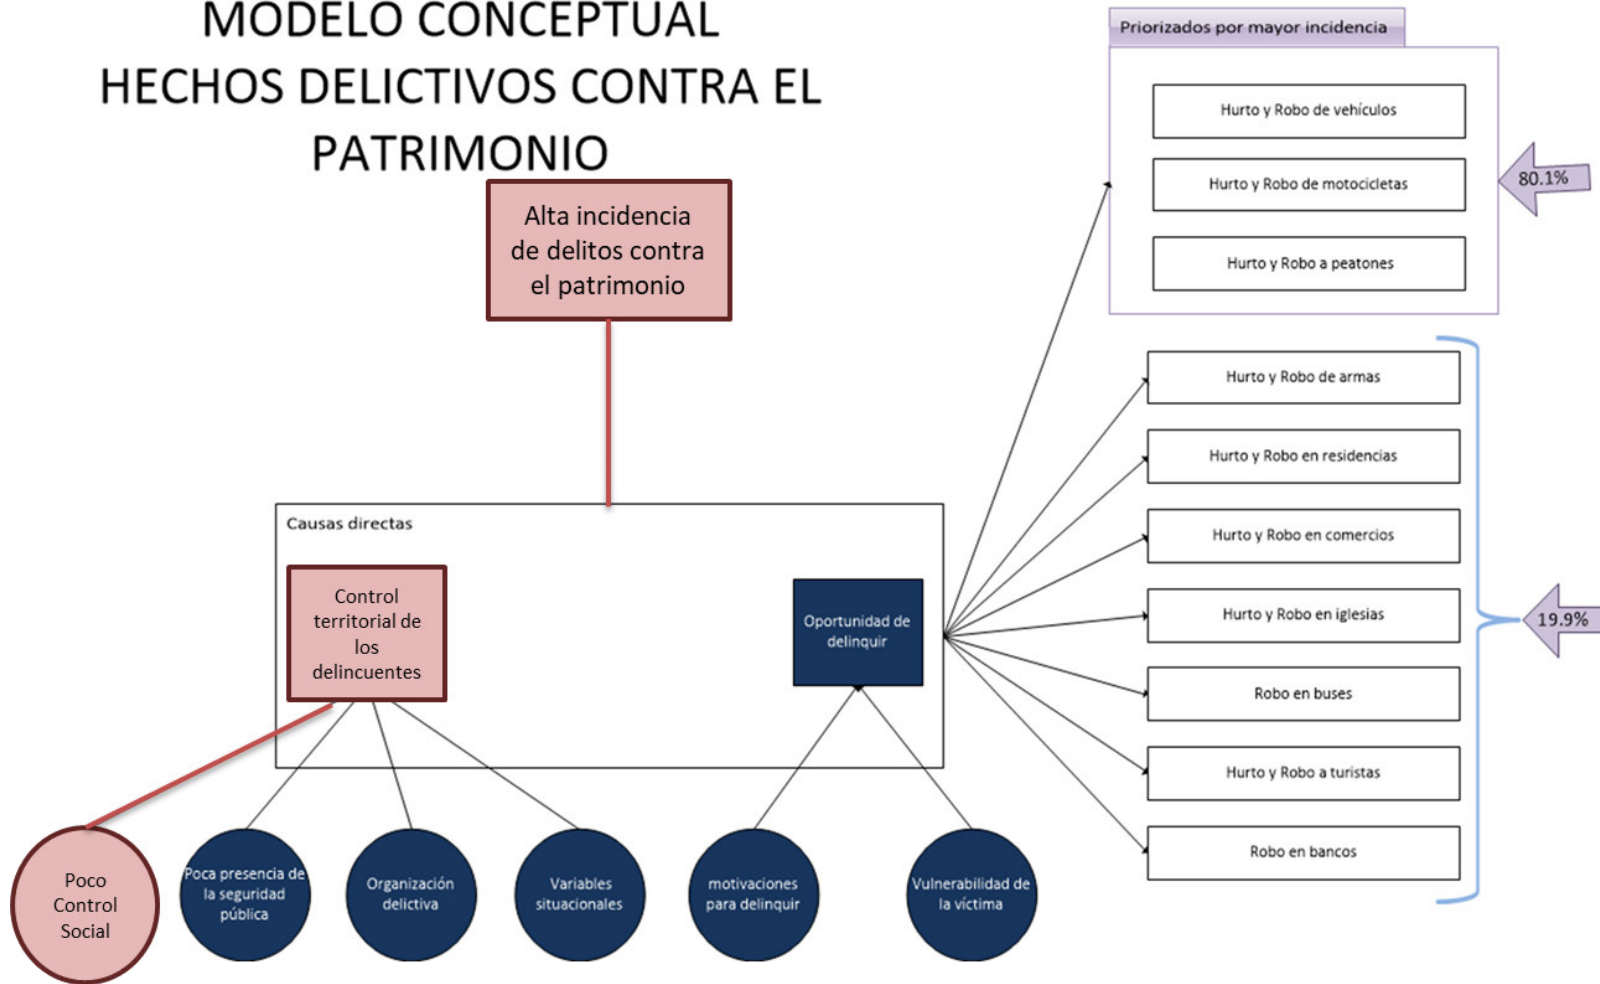 MODELO CONCEPTUAL
HECHOS DELICTIVOS CONTRA EL
PATRIMONIO
Alta incidencia
de delitos contra
el patrimonio
Causas directas
Control
territorial de
los
delincuentes
Oportunidad de
delinquir
Poco
Control
Social
Poca presencia de
la seguridad
pública
Organización
delictiva
Variables
situacionales
motivaciones
para delinquir
Vulnerabilidad de
la víctima
Priorizados por mayor incidencia
Hurto y Robo de vehículos
Hurto y Robo de motocicletas
Hurto y Robo a peatones
80.1%
Hurto y Robo de armas
Hurto y Robo en residencias
Hurto y Robo en comercios
Hurto y Robo en iglesias
Robo en buses
Hurto y Robo a turistas
Robo en bancos
19.9%